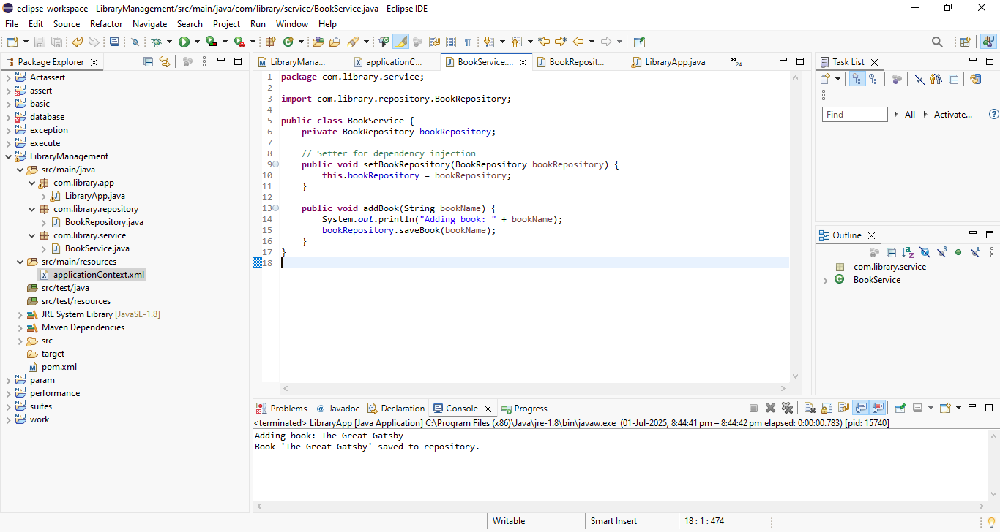 eclipse-workspace - LibraryManagement/src/main/java/com/library/service/BookService.java - Eclipse IDE
File Edit Source Refactor Navigate Search Project Run Window Help
Package Explorer
Actassert
assert
basic
database
exception
execute
LibraryManagement
src/main/java
com.library.app
LibraryApp.java
com.library.repository
BookRepository.java
com.library.service
BookService.java
src/main/resources
applicationContext.xml
src/test/java
src/test/resources
JRE System Library [JavaSE-1.8]
Maven Dependencies
src
target
pom.xml
param
performance
suites
work
LibraryMana... applicationC... BookService.... BookReposit... LibraryApp.java »24
1 package com.library.service;
2
3 import com.library.repository.BookRepository;
4
5 public class BookService {
6 private BookRepository bookRepository;
7
8 // Setter for dependency injection
9 public void setBookRepository(BookRepository bookRepository) {
10 this.bookRepository = bookRepository;
11 }
12
13 public void addBook(String bookName) {
14 System.out.println("Adding book: " + bookName);
15 bookRepository.saveBook(bookName);
16 }
17 }
18
Task List
Find All Activate...
Outline
com.library.service
BookService
Problems @ Javadoc Declaration Console Progress
<terminated> LibraryApp [Java Application] C:\Program Files (x86)\Java\jre-1.8\bin\javaw.exe (01-Jul-2025, 8:44:41 pm – 8:44:42 pm elapsed: 0:00:00.783) [pid: 15740]
Adding book: The Great Gatsby
Book 'The Great Gatsby' saved to repository.
Writable Smart Insert 18 : 1 : 474